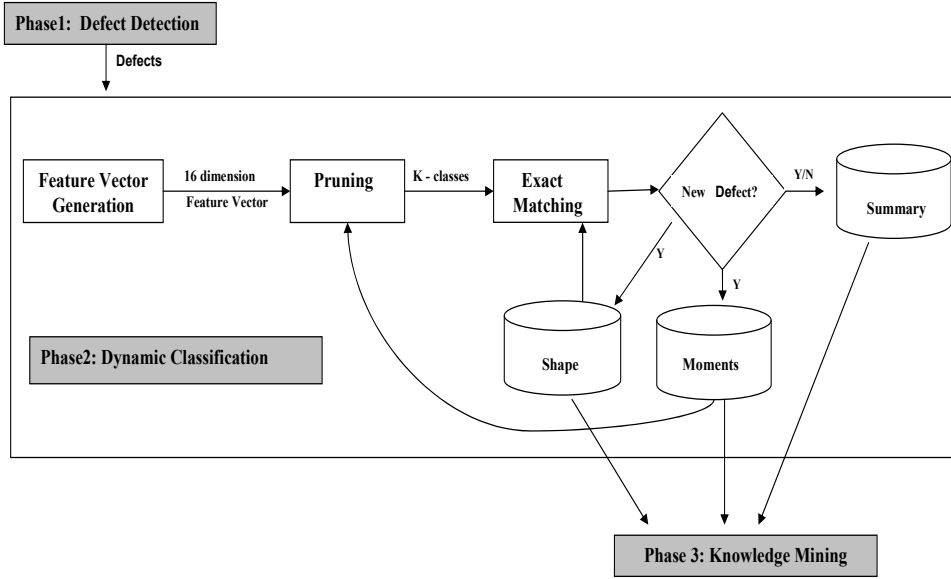 Phase1: Defect Detection
Defects
Feature Vector
Generation
16 dimension
Feature Vector
Pruning
K - classes
Exact
Matching
New Defect?
Y/N
Summary
Y
Y
Shape
Moments
Phase2: Dynamic Classification
Phase 3: Knowledge Mining